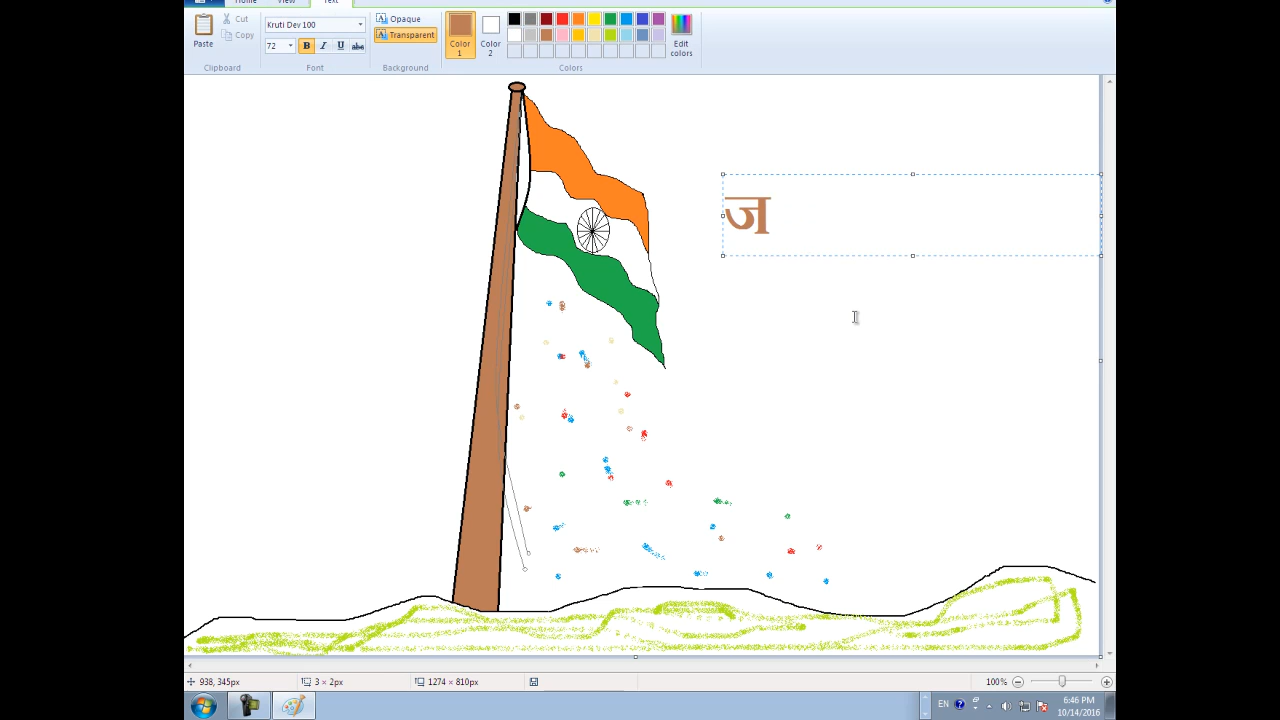 Home View Text
Paste Cut Copy Clipboard
Kruti Dev 100
72 B I U abc
Font
Opaque
Transparent
Background
Color 1 Color 2
Edit colors
Colors
ज
938, 345px 3 × 2px 1274 × 810px 100%
EN 6:46 PM
10/14/2016